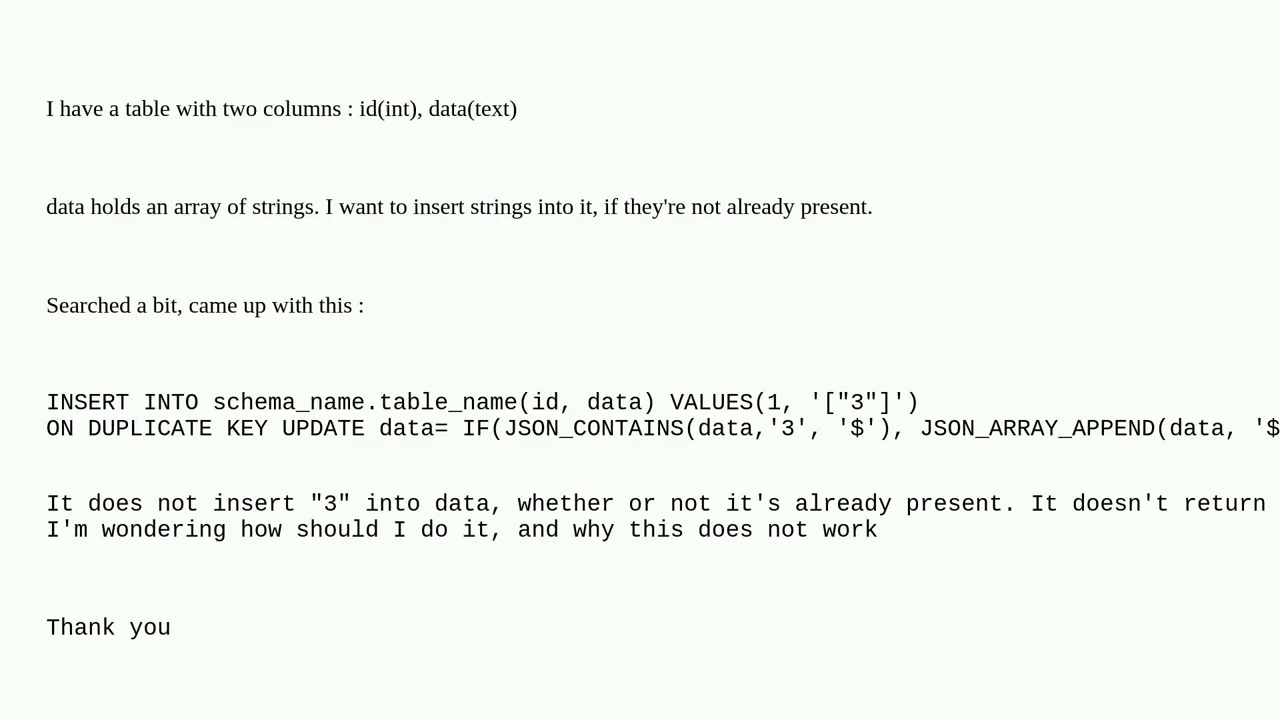 I have a table with two columns : id(int), data(text)
data holds an array of strings. I want to insert strings into it, if they're not already present.
Searched a bit, came up with this :
INSERT INTO schema_name.table_name(id, data) VALUES(1, '["3"]')
ON DUPLICATE KEY UPDATE data= IF(JSON_CONTAINS(data,'3', '$'), JSON_ARRAY_APPEND(data, '$
It does not insert "3" into data, whether or not it's already present. It doesn't return
I'm wondering how should I do it, and why this does not work
Thank you